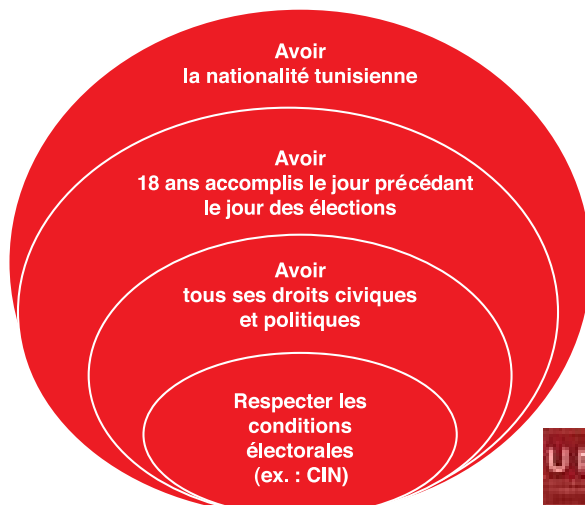 Avoir
la nationalité tunisienne
Avoir
18 ans accomplis le jour précédant
le jour des élections
Avoir
tous ses droits civiques
et politiques
Respecter les
conditions
électorales
(ex. : CIN)